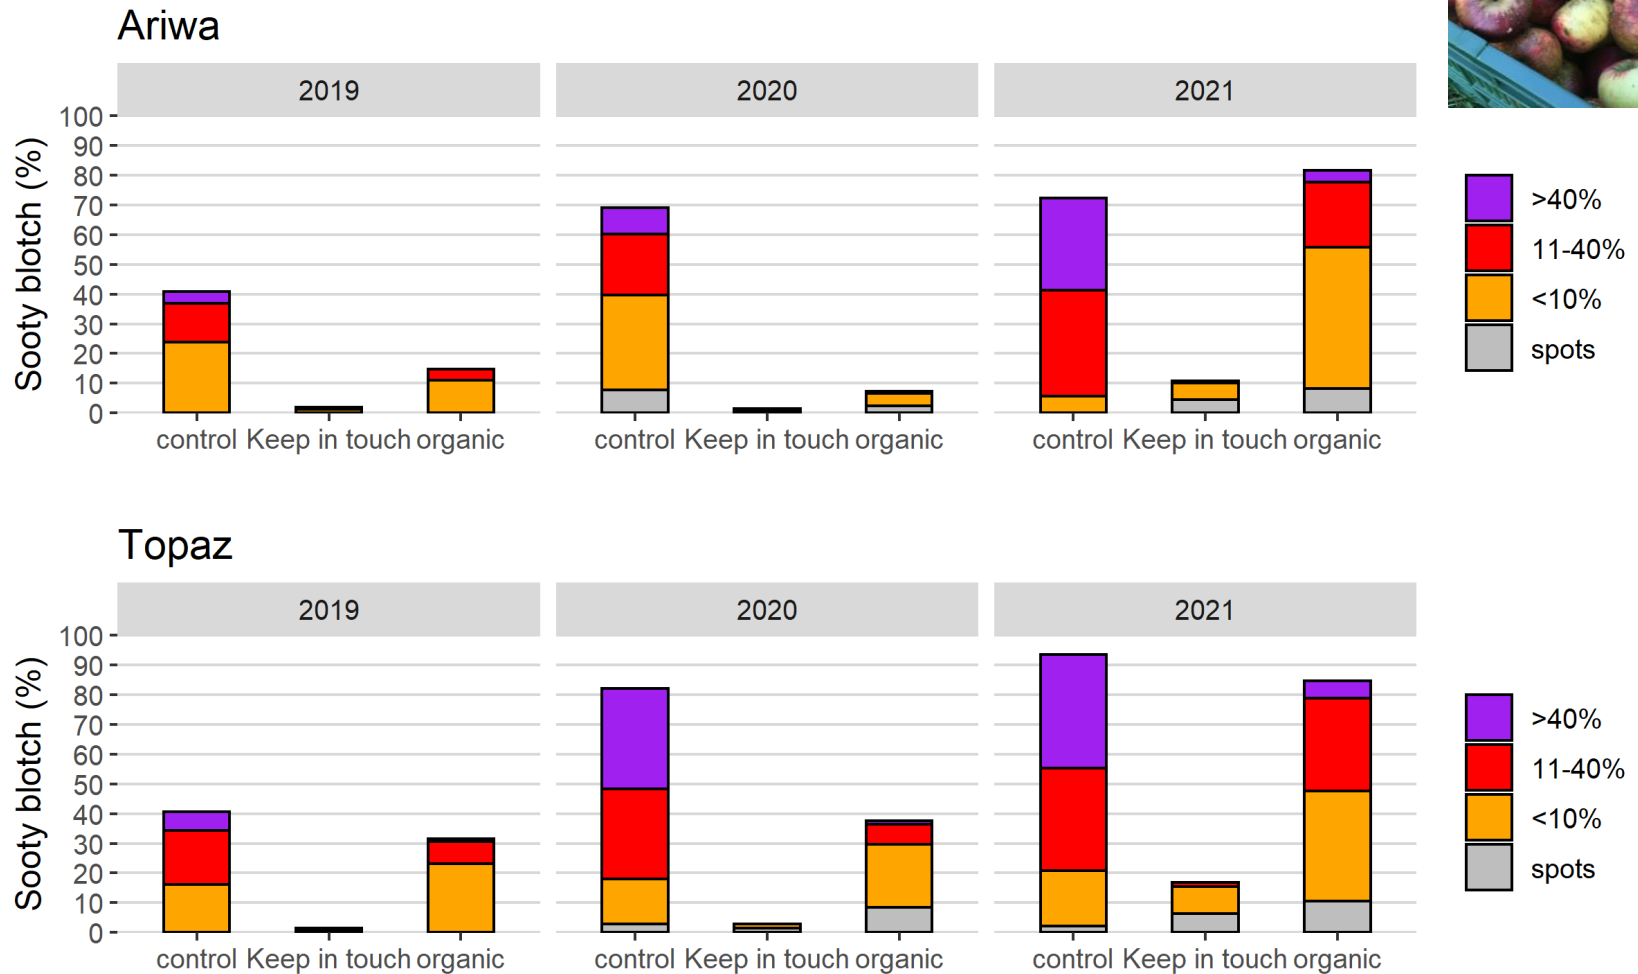 Ariwa
2019 2020 2021
Sooty blotch (%)
100
90
80
70
60
50
40
30
20
10
0
control Keep in touch organic control Keep in touch organic control Keep in touch organic
>40%
11-40%
<10%
spots
Topaz
2019 2020 2021
Sooty blotch (%)
100
90
80
70
60
50
40
30
20
10
0
control Keep in touch organic control Keep in touch organic control Keep in touch organic
>40%
11-40%
<10%
spots